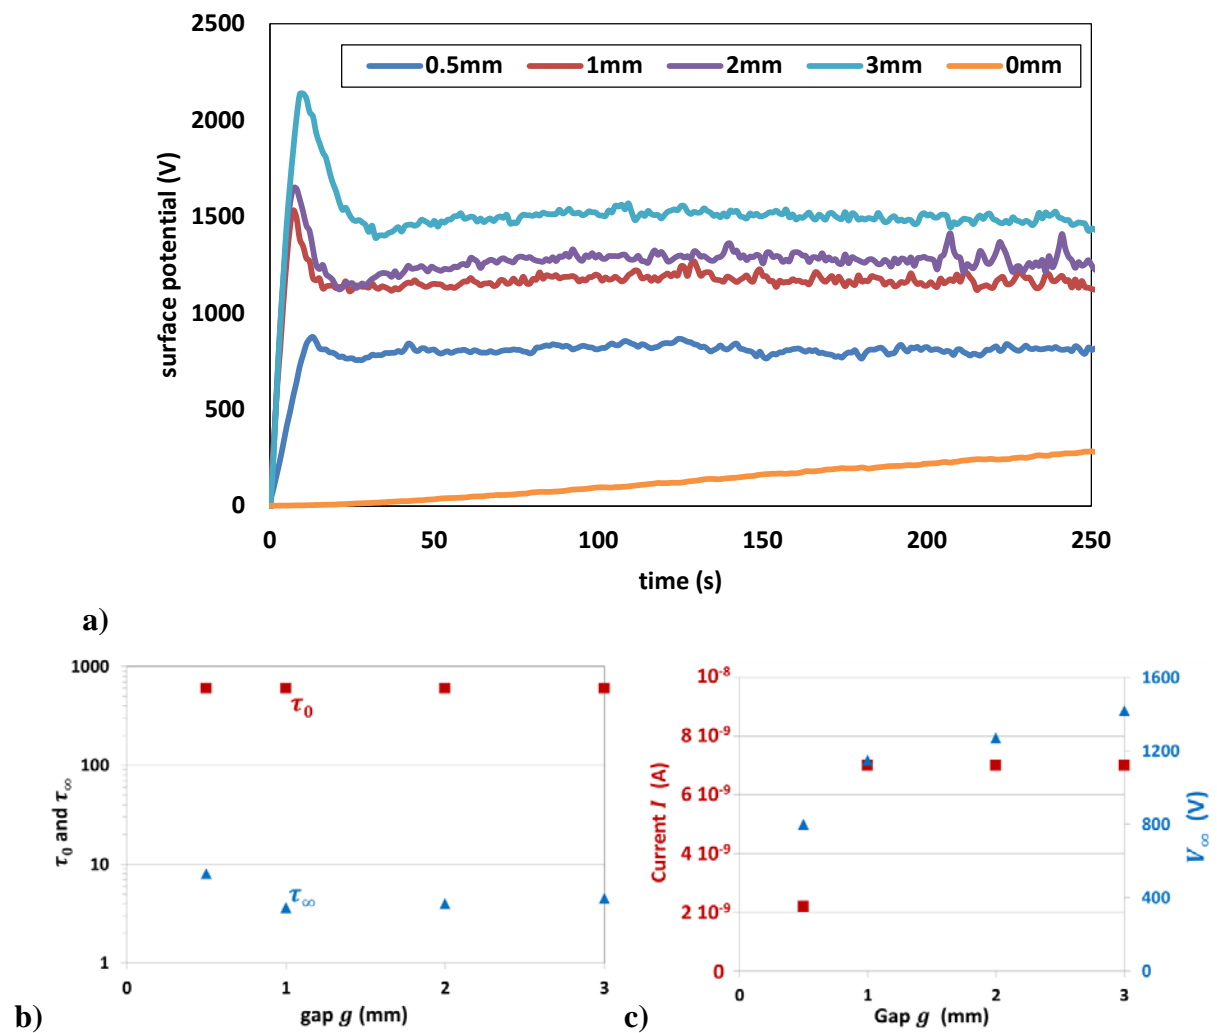 2500
2000
1500
1000
500
0
surface potential (V)
0.5mm 1mm 2mm 3mm 0mm
0 50 100 150 200 250
time (s)
a)
1000
100
10
1
τ₀ and τ∞
τ₀
τ∞
0 1 2 3
gap g (mm)
b)
10⁻⁸
8 10⁻⁹
6 10⁻⁹
4 10⁻⁹
2 10⁻⁹
0
Current I (A)
1600
1200
800
400
0
V∞ (V)
0 1 2 3
Gap g (mm)
c)